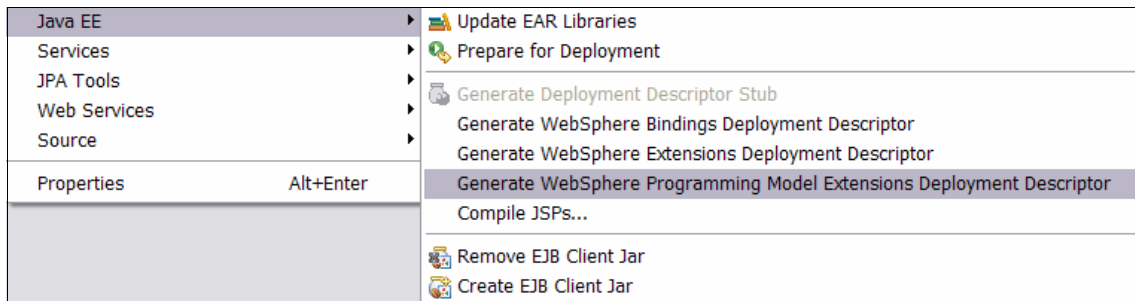 Java EE
Services
JPA Tools
Web Services
Source
Properties Alt+Enter
Update EAR Libraries
Prepare for Deployment
Generate Deployment Descriptor Stub
Generate WebSphere Bindings Deployment Descriptor
Generate WebSphere Extensions Deployment Descriptor
Generate WebSphere Programming Model Extensions Deployment Descriptor
Compile JSPs...
Remove EJB Client Jar
Create EJB Client Jar